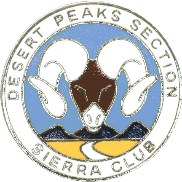 DESERT PEAKS SECTION
SIERRA CLUB